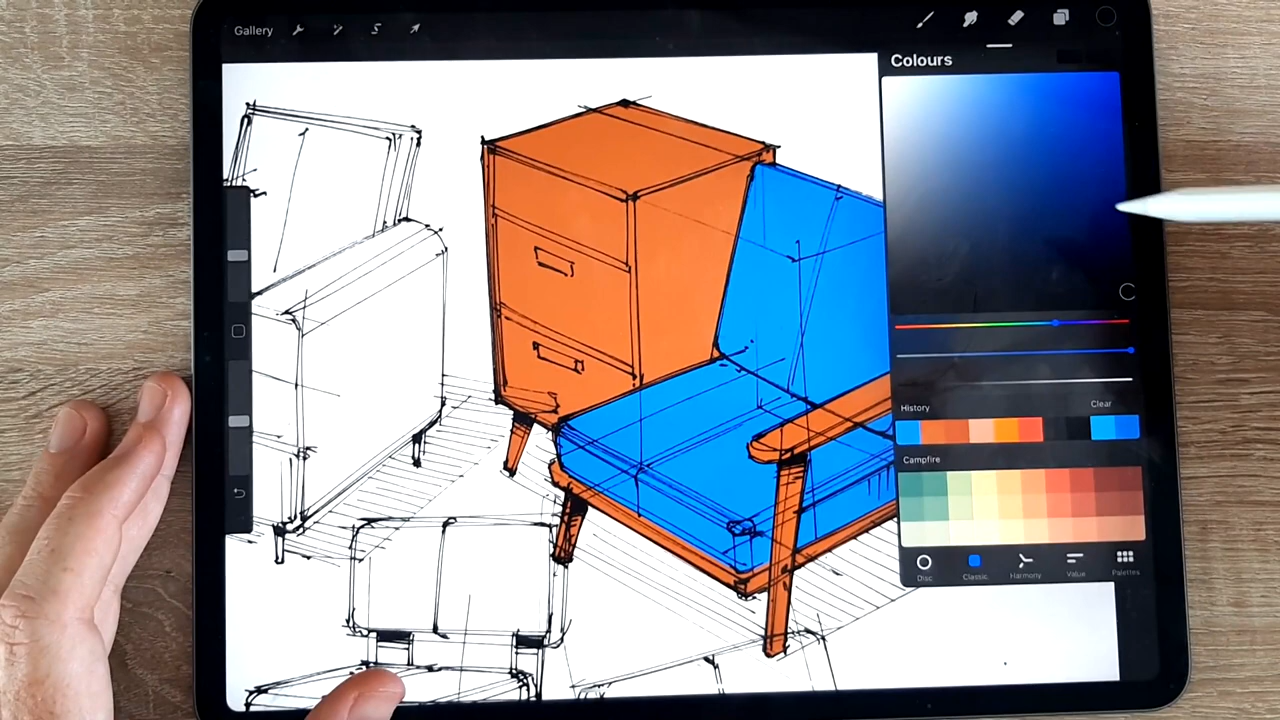 Gallery
Colours
History
Clear
Campfire
Disc
Classic
Harmony
Value
Palettes